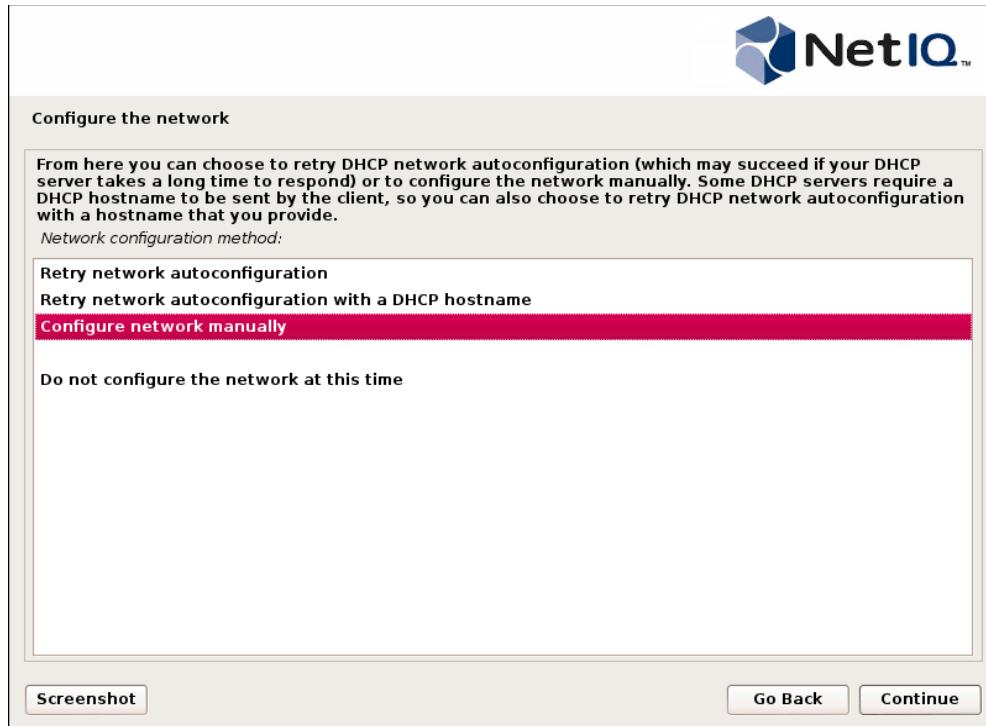 NetIQ™
Configure the network
From here you can choose to retry DHCP network autoconfiguration (which may succeed if your DHCP
server takes a long time to respond) or to configure the network manually. Some DHCP servers require a
DHCP hostname to be sent by the client, so you can also choose to retry DHCP network autoconfiguration
with a hostname that you provide.
Network configuration method:
Retry network autoconfiguration
Retry network autoconfiguration with a DHCP hostname
Configure network manually
Do not configure the network at this time
Screenshot
Go Back
Continue